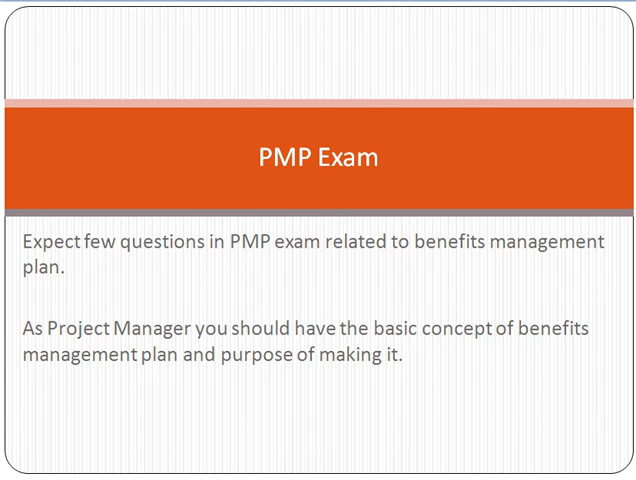 PMP Exam
Expect few questions in PMP exam related to benefits management
plan.
As Project Manager you should have the basic concept of benefits
management plan and purpose of making it.